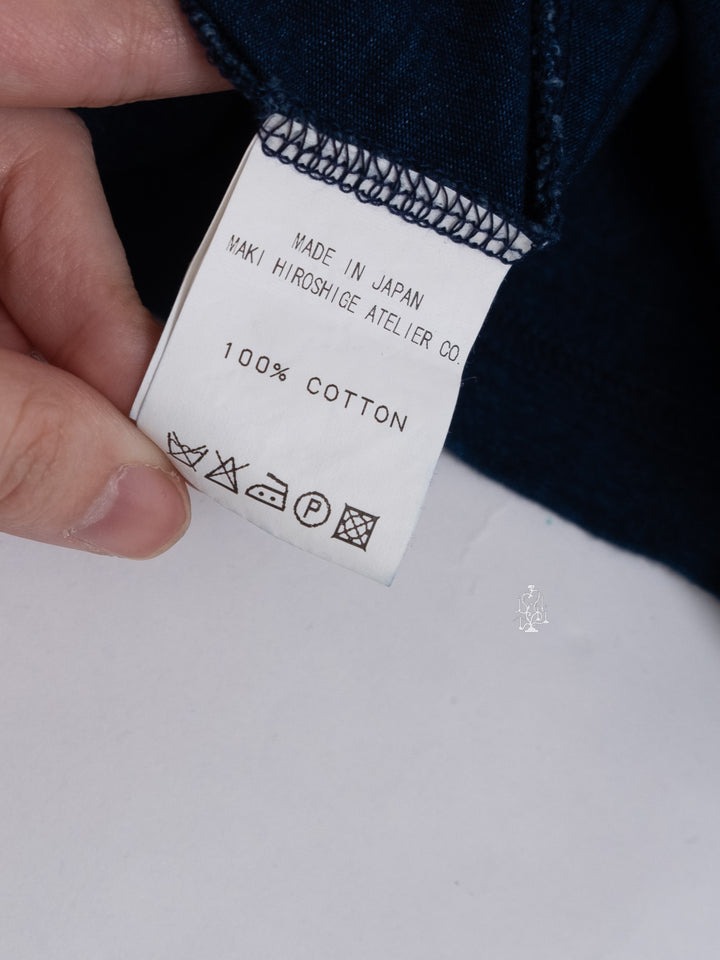 MADE IN JAPAN
MAKI HIROSHIGE ATELIER CO.
100% COTTON
P